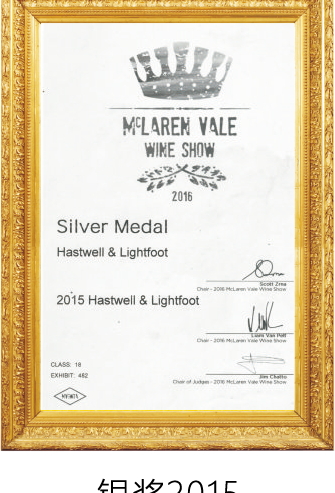 McLAREN VALE
WINE SHOW
2016
Silver Medal
Hastwell & Lightfoot
Scott Zrna
Chair - 2016 McLaren Vale Wine Show
2015 Hastwell & Lightfoot
Liam Van Pelt
Chair - 2016 McLaren Vale Wine Show
CLASS: 18
EXHIBIT: 482
Jim Chatto
Chair of Judges - 2016 McLaren Vale Wine Show
银奖2015